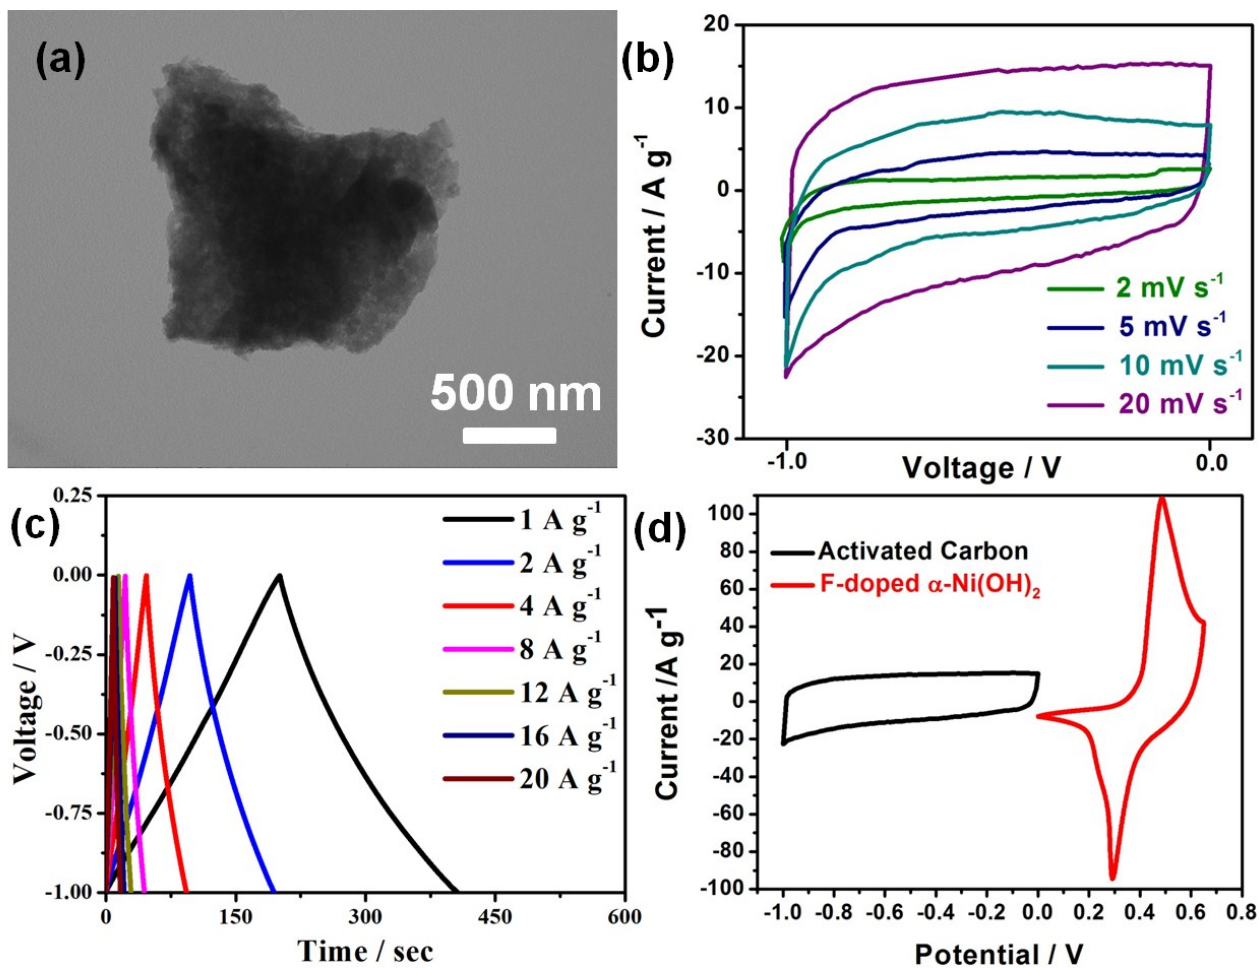 (a)
500 nm
(b)
20
10
0
-10
-20
-30
Current / A g⁻¹
2 mV s⁻¹
5 mV s⁻¹
10 mV s⁻¹
20 mV s⁻¹
-1.0
0.0
Voltage / V
(c)
0.25
0.00
-0.25
-0.50
-0.75
-1.00
Voltage / V
1 A g⁻¹
2 A g⁻¹
4 A g⁻¹
8 A g⁻¹
12 A g⁻¹
16 A g⁻¹
20 A g⁻¹
0
150
300
450
600
Time / sec
(d)
100
80
60
40
20
0
-20
-40
-60
-80
-100
Current /A g⁻¹
Activated Carbon
F-doped α-Ni(OH)₂
-1.0
-0.8
-0.6
-0.4
-0.2
0.0
0.2
0.4
0.6
0.8
Potential / V